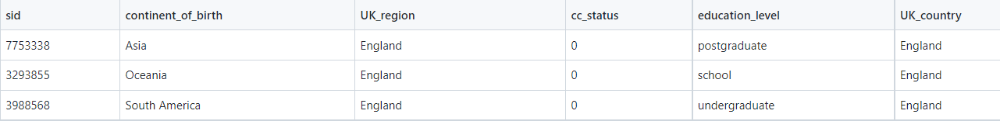 sid continent_of_birth UK_region cc_status education_level UK_country
7753338 Asia England 0 postgraduate England
3293855 Oceania England 0 school England
3988568 South America England 0 undergraduate England